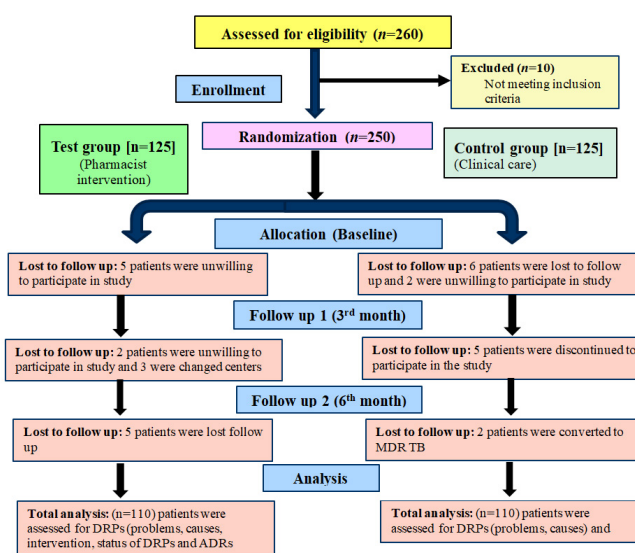 Assessed for eligibility (n=260)
Excluded (n=10)
Not meeting inclusion
criteria
Enrollment
Randomization (n=250)
Test group [n=125]
(Pharmacist
intervention)
Control group [n=125]
(Clinical care)
Allocation (Baseline)
Lost to follow up: 5 patients were unwilling
to participate in study
Lost to follow up: 6 patients were lost to follow
up and 2 were unwilling to participate in study
Follow up 1 (3rd month)
Lost to follow up: 2 patients were unwilling to
participate in study and 3 were changed centers
Lost to follow up: 5 patients were discontinued to
participate in the study
Follow up 2 (6th month)
Lost to follow up: 5 patients were lost follow
up
Lost to follow up: 2 patients were converted to
MDR TB
Analysis
Total analysis: (n=110) patients were
assessed for DRPs (problems, causes,
intervention, status of DRPs and ADRs
Total analysis: (n=110) patients were
assessed for DRPs (problems, causes) and